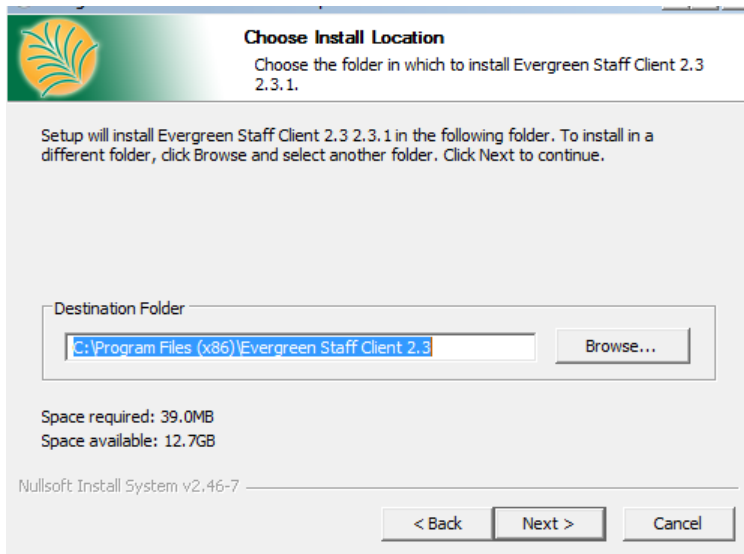 Choose Install Location
Choose the folder in which to install Evergreen Staff Client 2.3
2.3.1.
Setup will install Evergreen Staff Client 2.3 2.3.1 in the following folder. To install in a
different folder, click Browse and select another folder. Click Next to continue.
Destination Folder
C:\Program Files (x86)\Evergreen Staff Client 2.3
Browse...
Space required: 39.0MB
Space available: 12.7GB
Nullsoft Install System v2.46-7
< Back
Next >
Cancel